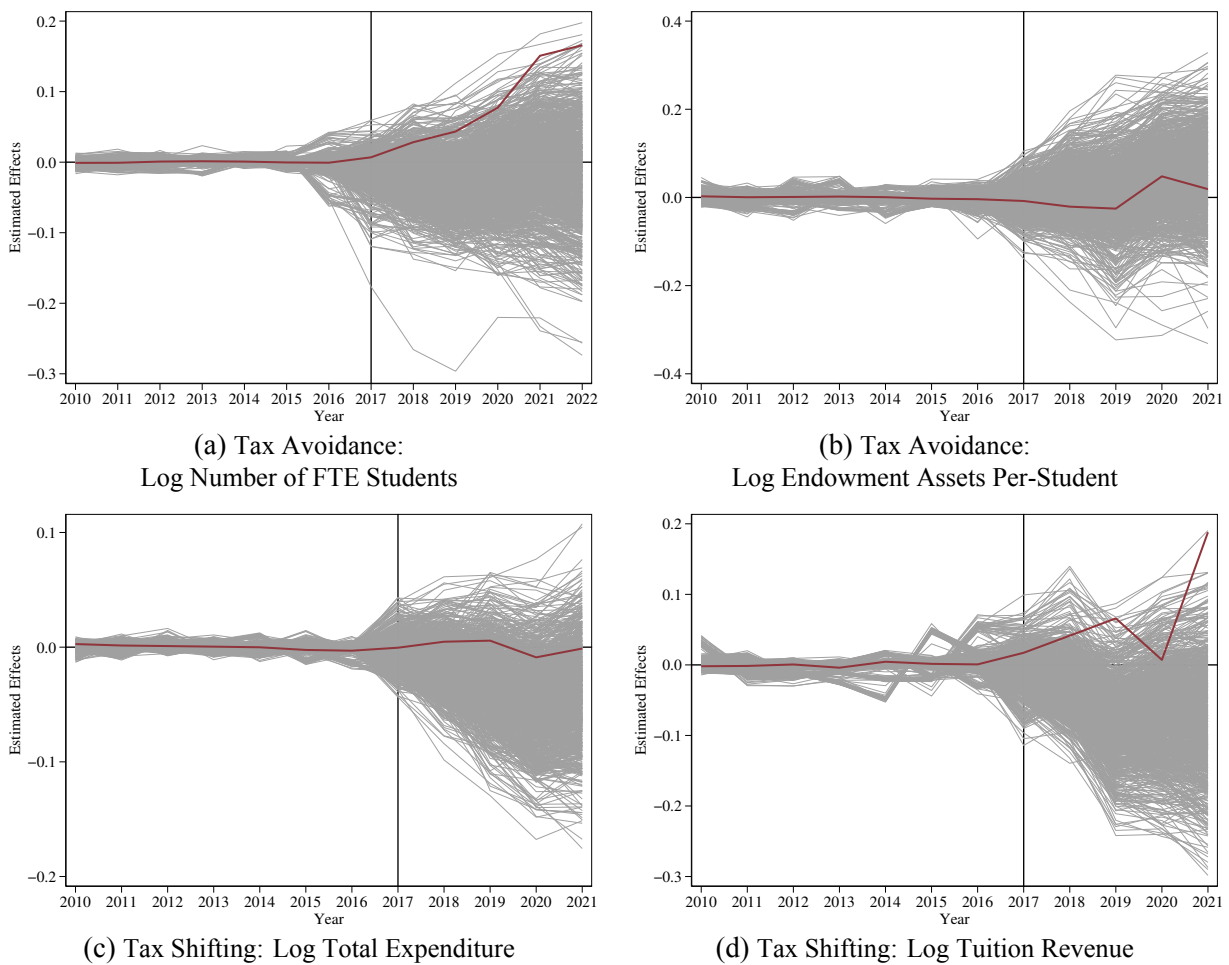 0.2
0.1
0.0
−0.1
−0.2
−0.3
Estimated Effects
2010 2011 2012 2013 2014 2015 2016 2017 2018 2019 2020 2021 2022
Year
(a) Tax Avoidance:
Log Number of FTE Students
0.4
0.2
0.0
−0.2
−0.4
Estimated Effects
2010 2011 2012 2013 2014 2015 2016 2017 2018 2019 2020 2021
Year
(b) Tax Avoidance:
Log Endowment Assets Per-Student
0.1
0.0
−0.1
−0.2
Estimated Effects
2010 2011 2012 2013 2014 2015 2016 2017 2018 2019 2020 2021
Year
(c) Tax Shifting: Log Total Expenditure
0.2
0.1
0.0
−0.1
−0.2
−0.3
Estimated Effects
2010 2011 2012 2013 2014 2015 2016 2017 2018 2019 2020 2021
Year
(d) Tax Shifting: Log Tuition Revenue